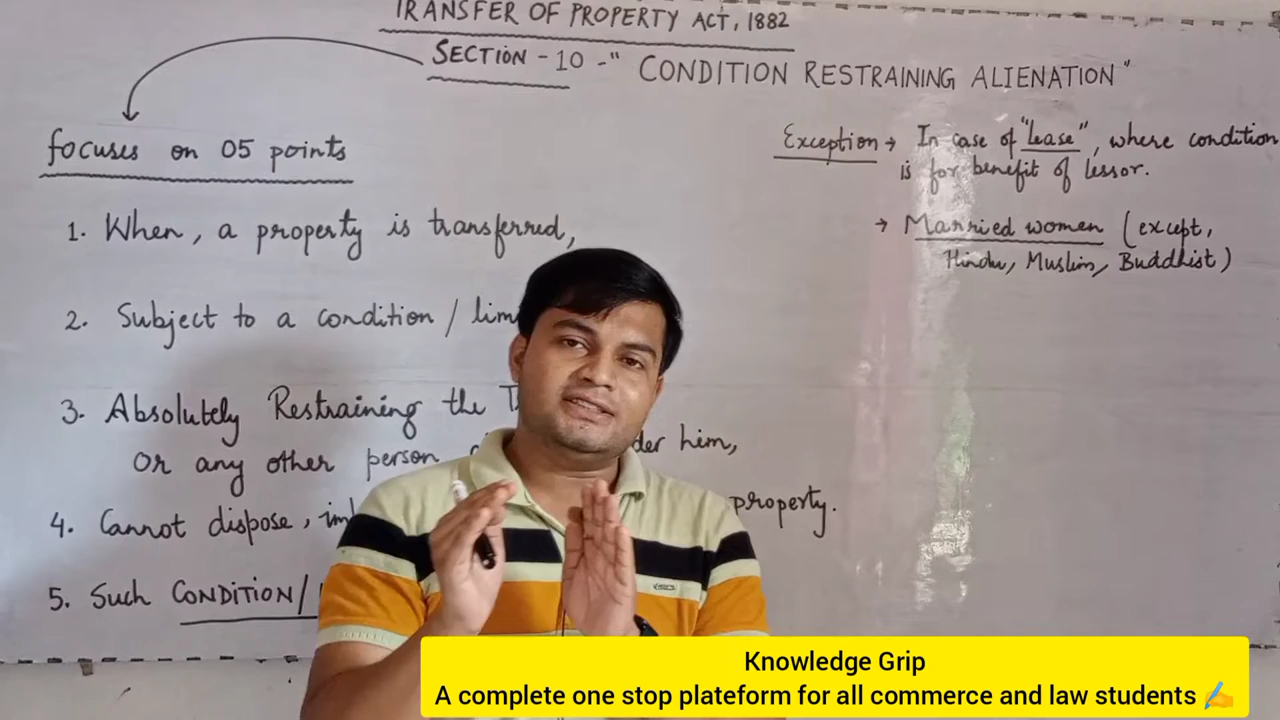 TRANSFER OF PROPERTY ACT, 1882
SECTION - 10 - " CONDITION RESTRAINING ALIENATION"
focuses on 05 points
1. When, a property is transferred,
2. Subject to a condition / lim
3. Absolutely Restraining the T
or any other person der him,
4. Cannot dispose, property.
5. Such CONDITION/
Exception → In case of "lease", where condition
is for benefit of lessor.
→ Married women (except,
Hindu, Muslim, Buddhist)
Knowledge Grip
A complete one stop plateform for all commerce and law students ✍️